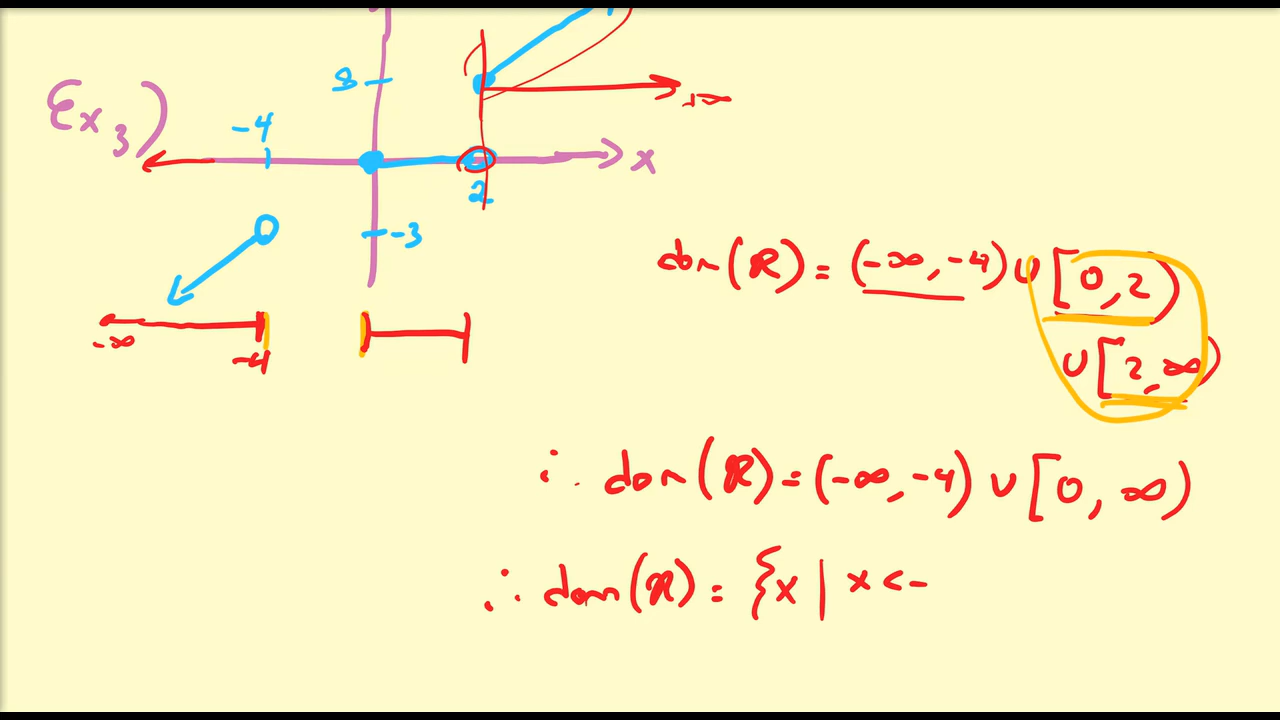 8
Ex 3)
-4
+∞
x
2
-3
dom(R) = (-∞, -4) ∪ [0, 2)
∪ [2, ∞)
-∞
-4
∴ dom(R) = (-∞, -4) ∪ [0, ∞)
∴ dom(R) = {x | x < -